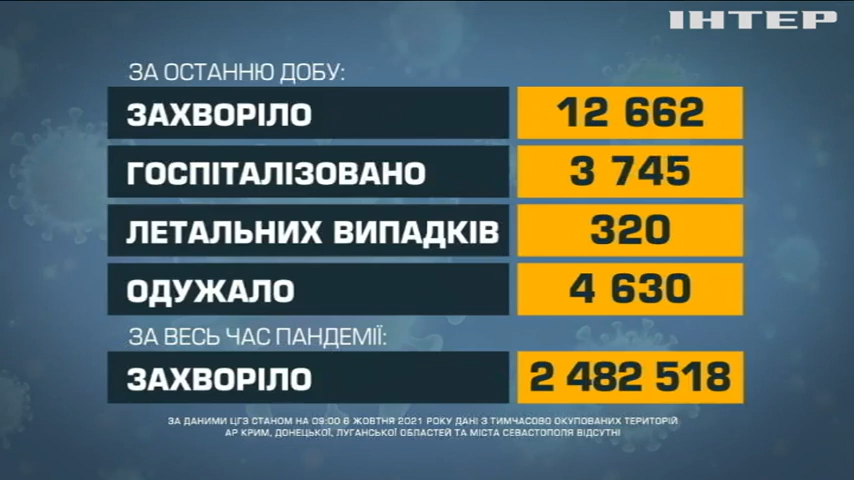 ІНТЕР
ЗА ОСТАННЮ ДОБУ:
ЗАХВОРІЛО 12 662
ГОСПІТАЛІЗОВАНО 3 745
ЛЕТАЛЬНИХ ВИПАДКІВ 320
ОДУЖАЛО 4 630
ЗА ВЕСЬ ЧАС ПАНДЕМІЇ:
ЗАХВОРІЛО 2 482 518
ЗА ДАНИМИ ЦГЗ СТАНОМ НА 09:00 6 ЖОВТНЯ 2021 РОКУ ДАНІ З ТИМЧАСОВО ОКУПОВАНИХ ТЕРИТОРІЙ
АР КРИМ, ДОНЕЦЬКОЇ, ЛУГАНСЬКОЇ ОБЛАСТЕЙ ТА МІСТА СЕВАСТОПОЛЯ ВІДСУТНІ